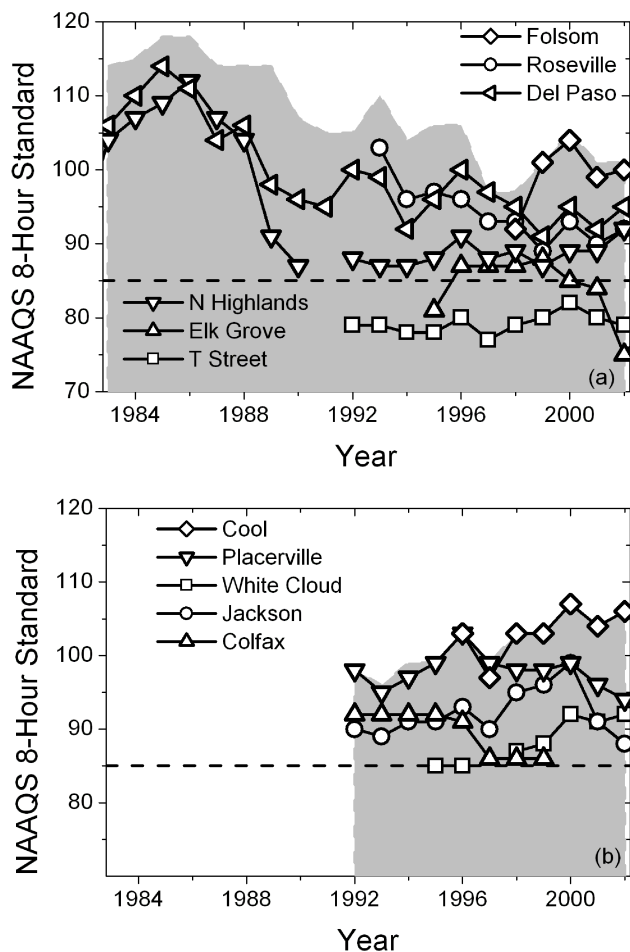 120
110
100
90
80
70
NAAQS 8-Hour Standard
Folsom
Roseville
Del Paso
N Highlands
Elk Grove
T Street
(a)
1984 1988 1992 1996 2000
Year
120
110
100
90
80
NAAQS 8-Hour Standard
Cool
Placerville
White Cloud
Jackson
Colfax
(b)
1984 1988 1992 1996 2000
Year